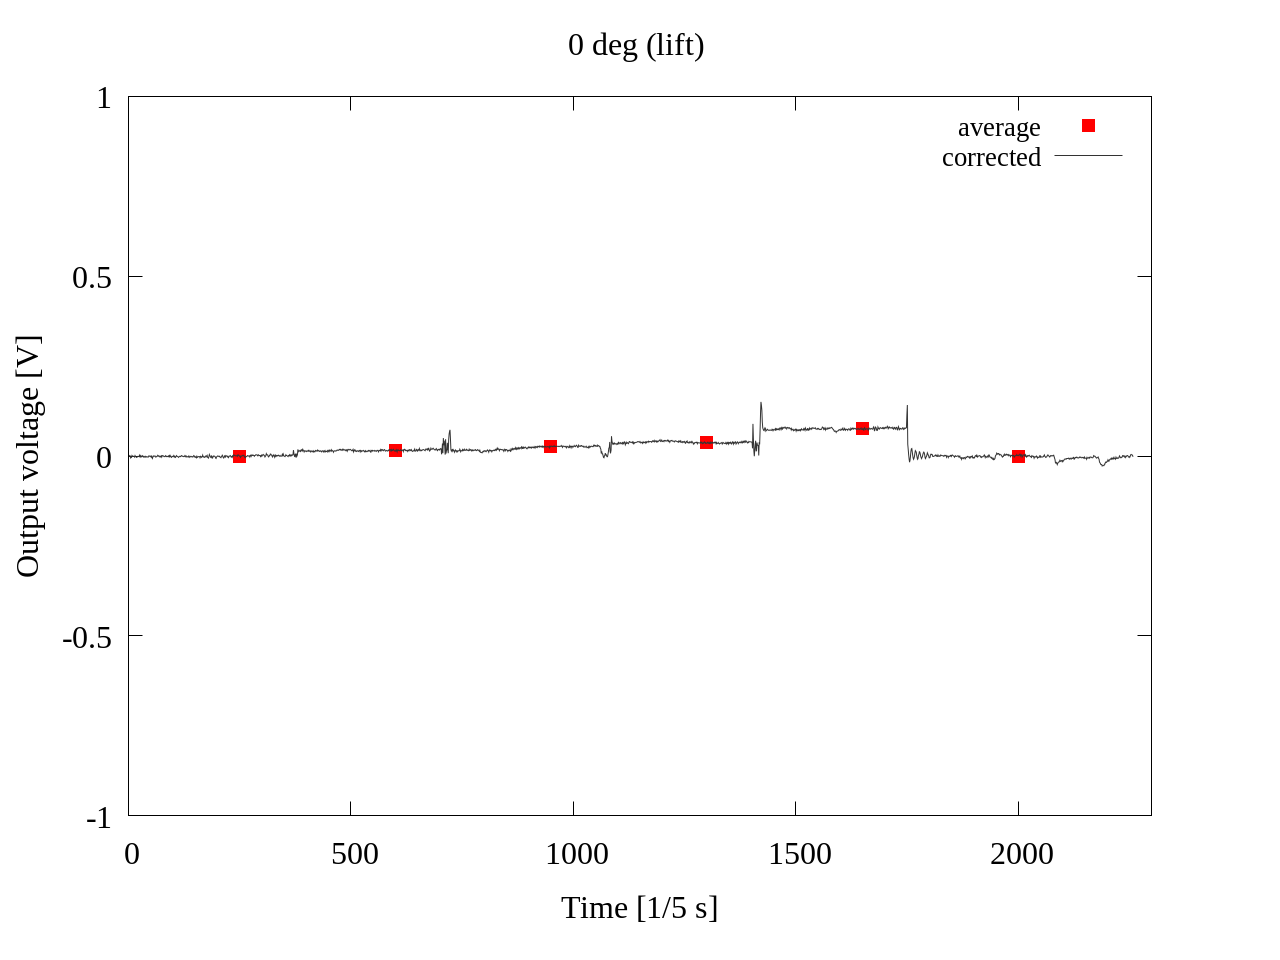 0 deg (lift)
1
0.5
0
-0.5
-1
Output voltage [V]
average
corrected
0 500 1000 1500 2000
Time [1/5 s]